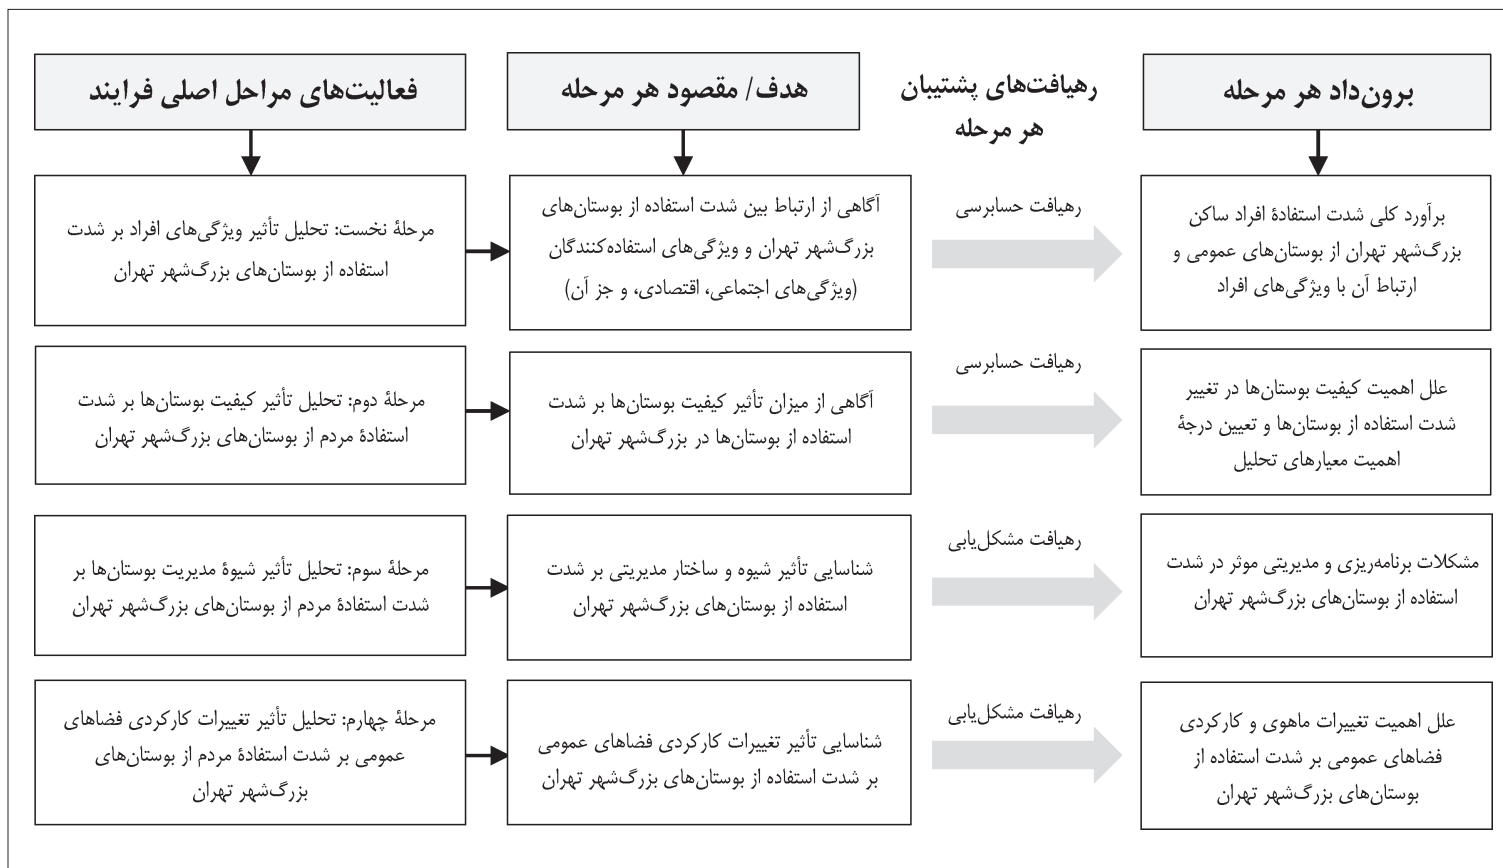 فعالیت‌های مراحل اصلی فرایند
هدف/ مقصود هر مرحله
رهیافت‌های پشتیبان
هر مرحله
برون‌داد هر مرحله
مرحلهٔ نخست: تحلیل تأثیر ویژگی‌های افراد بر شدت
استفاده از بوستان‌های بزرگ‌شهر تهران
آگاهی از ارتباط بین شدت استفاده از بوستان‌های
بزرگ‌شهر تهران و ویژگی‌های استفاده‌کنندگان
(ویژگی‌های اجتماعی، اقتصادی، و جز آن)
رهیافت حسابرسی
برآورد کلی شدت استفادهٔ افراد ساکن
بزرگ‌شهر تهران از بوستان‌های عمومی و
ارتباط آن با ویژگی‌های افراد
مرحلهٔ دوم: تحلیل تأثیر کیفیت بوستان‌ها بر شدت
استفادهٔ مردم از بوستان‌های بزرگ‌شهر تهران
آگاهی از میزان تأثیر کیفیت بوستان‌ها بر شدت
استفاده از بوستان‌ها در بزرگ‌شهر تهران
رهیافت حسابرسی
علل اهمیت کیفیت بوستان‌ها در تغییر
شدت استفاده از بوستان‌ها و تعیین درجهٔ
اهمیت معیارهای تحلیل
مرحلهٔ سوم: تحلیل تأثیر شیوهٔ مدیریت بوستان‌ها بر
شدت استفادهٔ مردم از بوستان‌های بزرگ‌شهر تهران
شناسایی تأثیر شیوه و ساختار مدیریتی بر شدت
استفاده از بوستان‌های بزرگ‌شهر تهران
رهیافت مشکل‌یابی
مشکلات برنامه‌ریزی و مدیریتی موثر در شدت
استفاده از بوستان‌های بزرگ‌شهر تهران
مرحلهٔ چهارم: تحلیل تأثیر تغییرات کارکردی فضاهای
عمومی بر شدت استفادهٔ مردم از بوستان‌های
بزرگ‌شهر تهران
شناسایی تأثیر تغییرات کارکردی فضاهای عمومی
بر شدت استفاده از بوستان‌های بزرگ‌شهر تهران
رهیافت مشکل‌یابی
علل اهمیت تغییرات ماهوی و کارکردی
فضاهای عمومی بر شدت استفاده از
بوستان‌های بزرگ‌شهر تهران